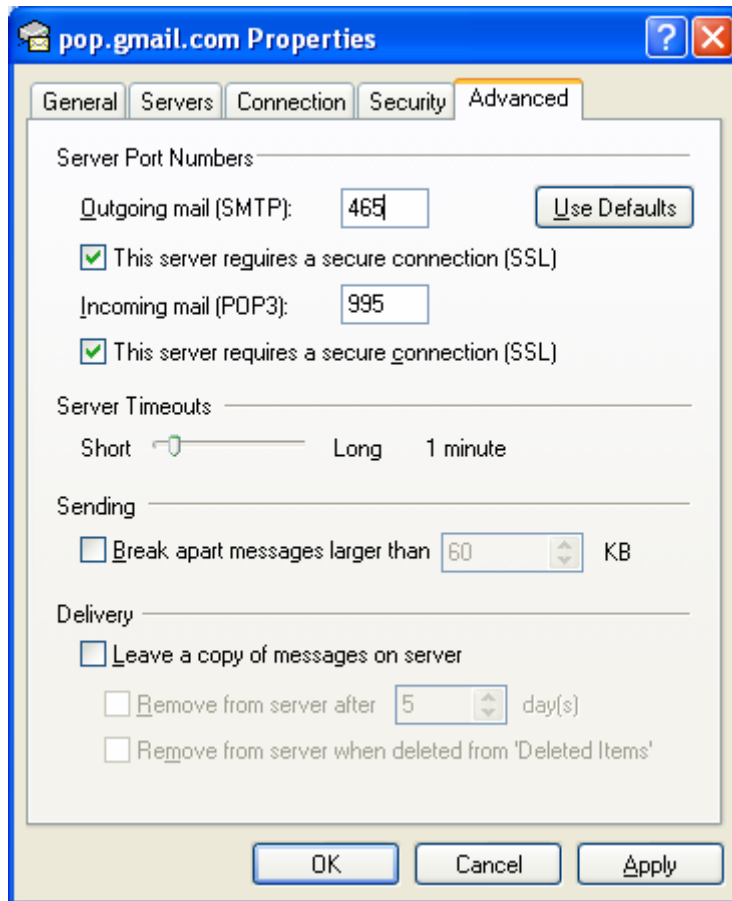 pop.gmail.com Properties
General Servers Connection Security Advanced
Server Port Numbers
Outgoing mail (SMTP): 465 Use Defaults
This server requires a secure connection (SSL)
Incoming mail (POP3): 995
This server requires a secure connection (SSL)
Server Timeouts
Short Long 1 minute
Sending
Break apart messages larger than 60 KB
Delivery
Leave a copy of messages on server
Remove from server after 5 day(s)
Remove from server when deleted from 'Deleted Items'
OK Cancel Apply